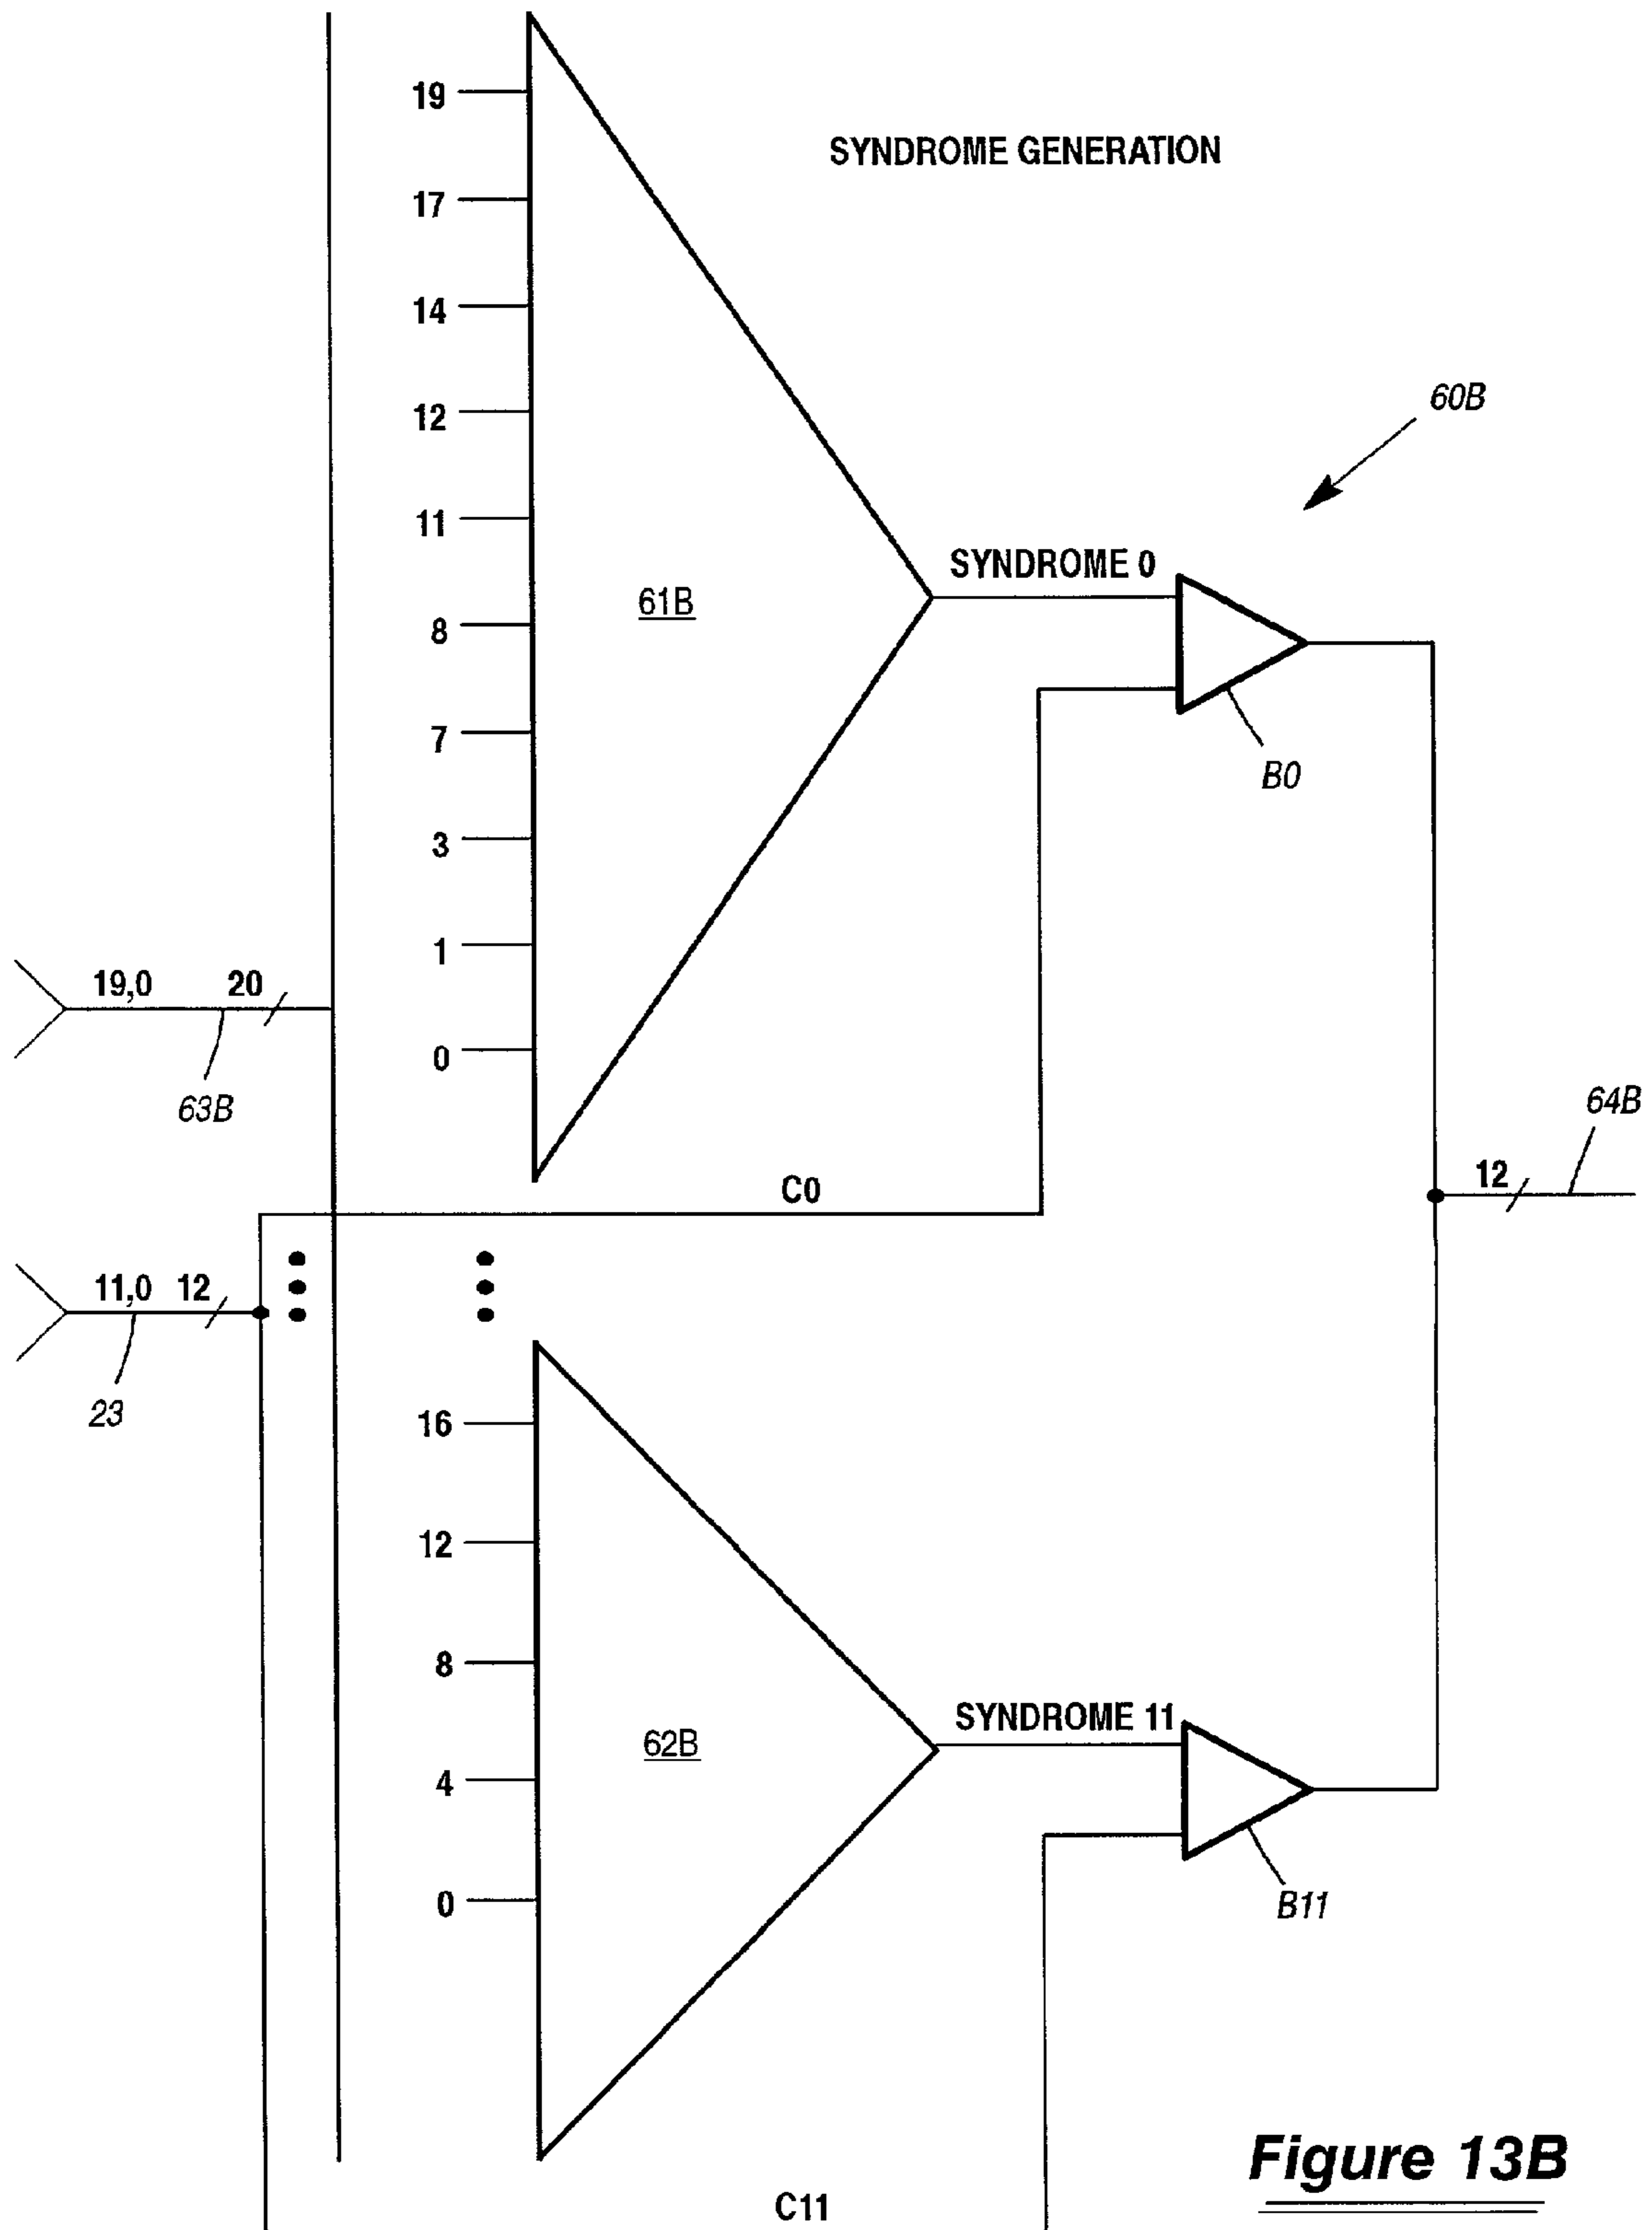 19
SYNDROME GENERATION
17
14
12
60B
11
SYNDROME 0
61B
8
7
B0
3
1
19,0 20
0
63B
64B
12
C0
11,0 12
23
16
12
8
SYNDROME 11
62B
4
0
B11
Figure 13B
C11